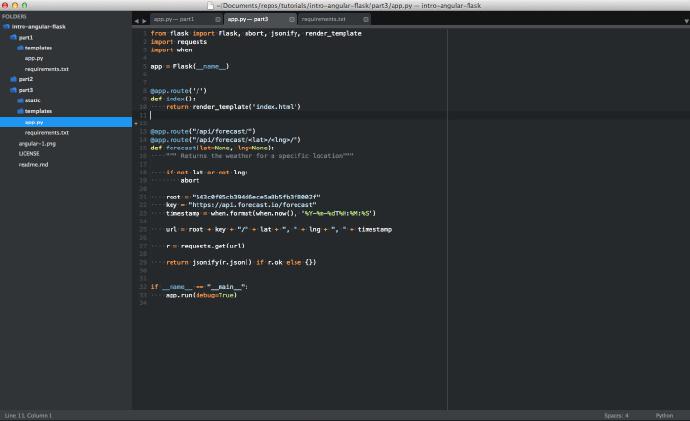 ~/Documents/repos/tutorials/intro-angular-flask/part3/app.py — intro-angular-flask
FOLDERS
intro-angular-flask
part1
templates
app.py
requirements.txt
part2
part3
static
templates
app.py
requirements.txt
angular-1.png
LICENSE
readme.md
app.py — part1
app.py — part3
requirements.txt
1 from flask import Flask, abort, jsonify, render_template
2 import requests
3 import when
4
5 app = Flask(__name__)
6
7
8 @app.route('/')
9 def index():
10 return render_template('index.html')
11
12
13 @app.route("/api/forecast/")
14 @app.route("/api/forecast/<lat>/<lng>/")
15 def forecast(lat=None, lng=None):
16 """ Returns the weather for a specific location"""
17
18 if not lat or not lng:
19 abort
20
21 root =
22 key = "https://api.forecast.io/forecast"
23 timestamp = when.format(when.now(), '%Y-%m-%dT%H:%M:%S')
24
25 url = root + key + "/" + lat + ", " + lng + ", " + timestamp
26
27 r = requests.get(url)
28
29 return jsonify(r.json() if r.ok else {})
30
31
32 if __name__ == "__main__":
33 app.run(debug=True)
34
Line 11, Column 1
Spaces: 4
Python